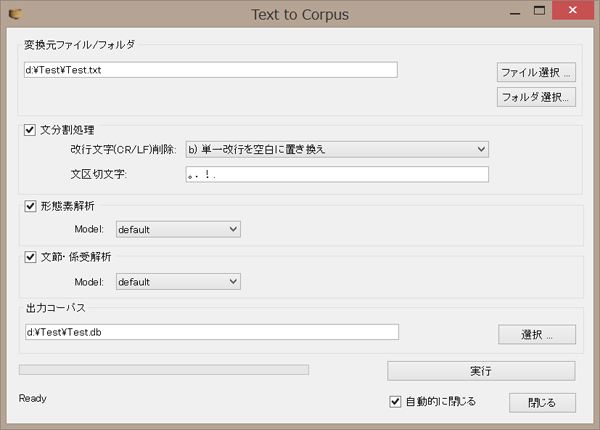 Text to Corpus
変換元ファイル/フォルダ
d:¥Test¥Test.txt
ファイル選択 ...
フォルダ選択...
文分割処理
改行文字(CR/LF)削除:
b) 単一改行を空白に置き換え
文区切文字:
。．！.
形態素解析
Model:
default
文節・係受解析
Model:
default
出力コーパス
d:¥Test¥Test.db
選択 ...
実行
Ready
自動的に閉じる
閉じる